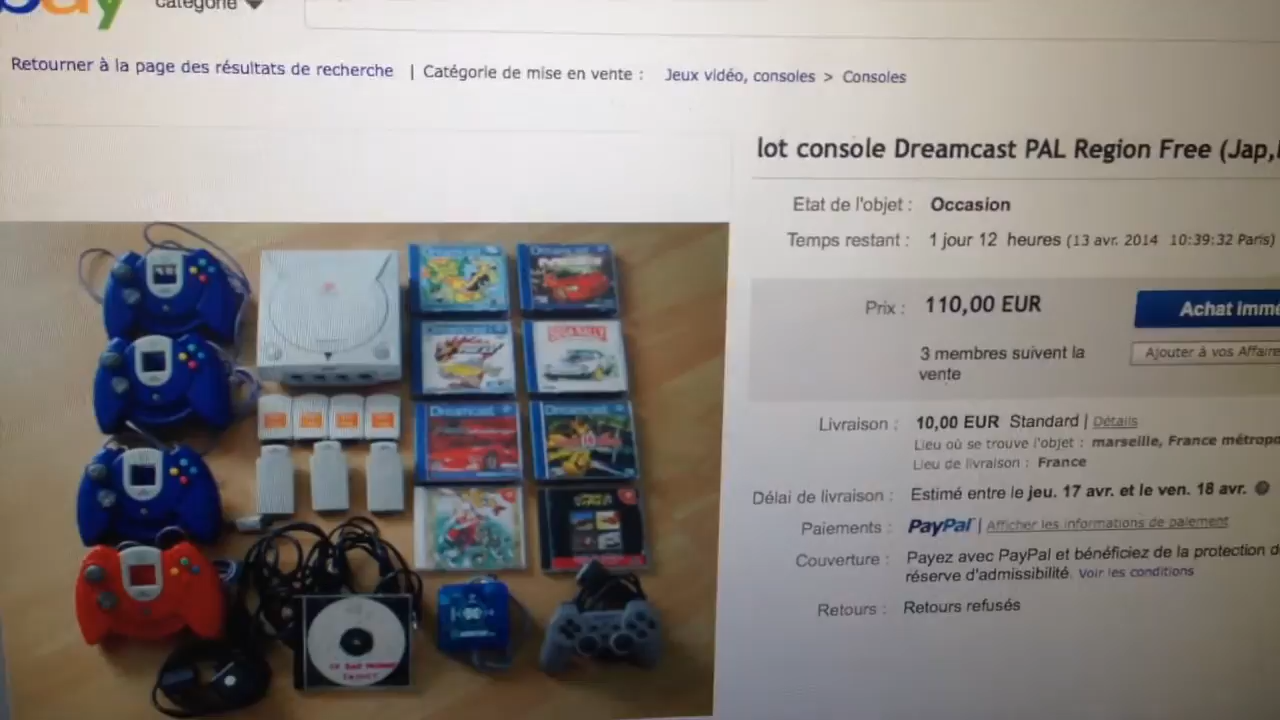 catégorie
Retourner à la page des résultats de recherche | Catégorie de mise en vente : Jeux vidéo, consoles > Consoles
lot console Dreamcast PAL Region Free (Jap,
Etat de l'objet : Occasion
Temps restant : 1 jour 12 heures (13 avr. 2014 10:39:32 Paris)
Prix : 110,00 EUR
Achat immé
3 membres suivent la
vente
Ajouter à vos Affaire
Livraison : 10,00 EUR Standard | Détails
Lieu où se trouve l'objet : marseille, France métropo
Lieu de livraison : France
Délai de livraison : Estimé entre le jeu. 17 avr. et le ven. 18 avr.
Paiements : PayPal | Afficher les informations de paiement
Couverture : Payez avec PayPal et bénéficiez de la protection d
réserve d'admissibilité. Voir les conditions
Retours : Retours refusés
Dreamcast
SEGA RALLY
Dreamcast